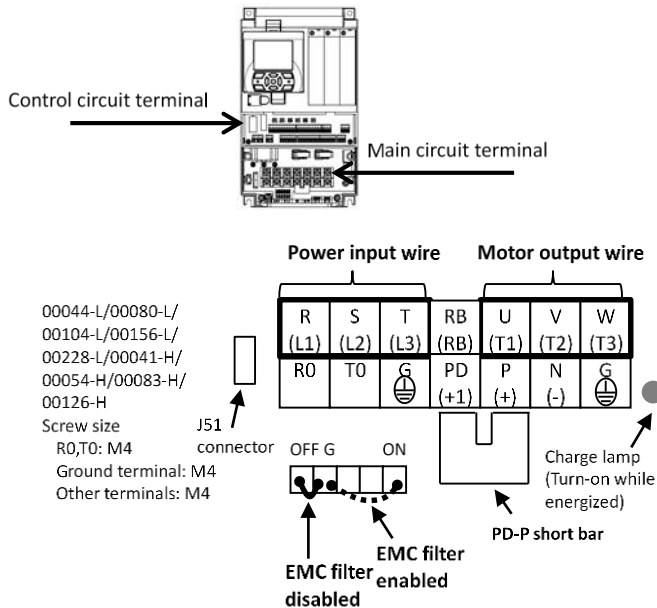 Control circuit terminal
Main circuit terminal
Power input wire
Motor output wire
00044-L/00080-L/
00104-L/00156-L/
00228-L/00041-H/
00054-H/00083-H/
00126-H
Screw size
R0,T0: M4
Ground terminal: M4
Other terminals: M4
J51
connector
R S T RB U V W
(L1) (L2) (L3) (RB) (T1) (T2) (T3)
R0 T0 G PD P N G
(+1) (+) (-)
OFF G ON
EMC filter
disabled
EMC filter
enabled
PD-P short bar
Charge lamp
(Turn-on while
energized)